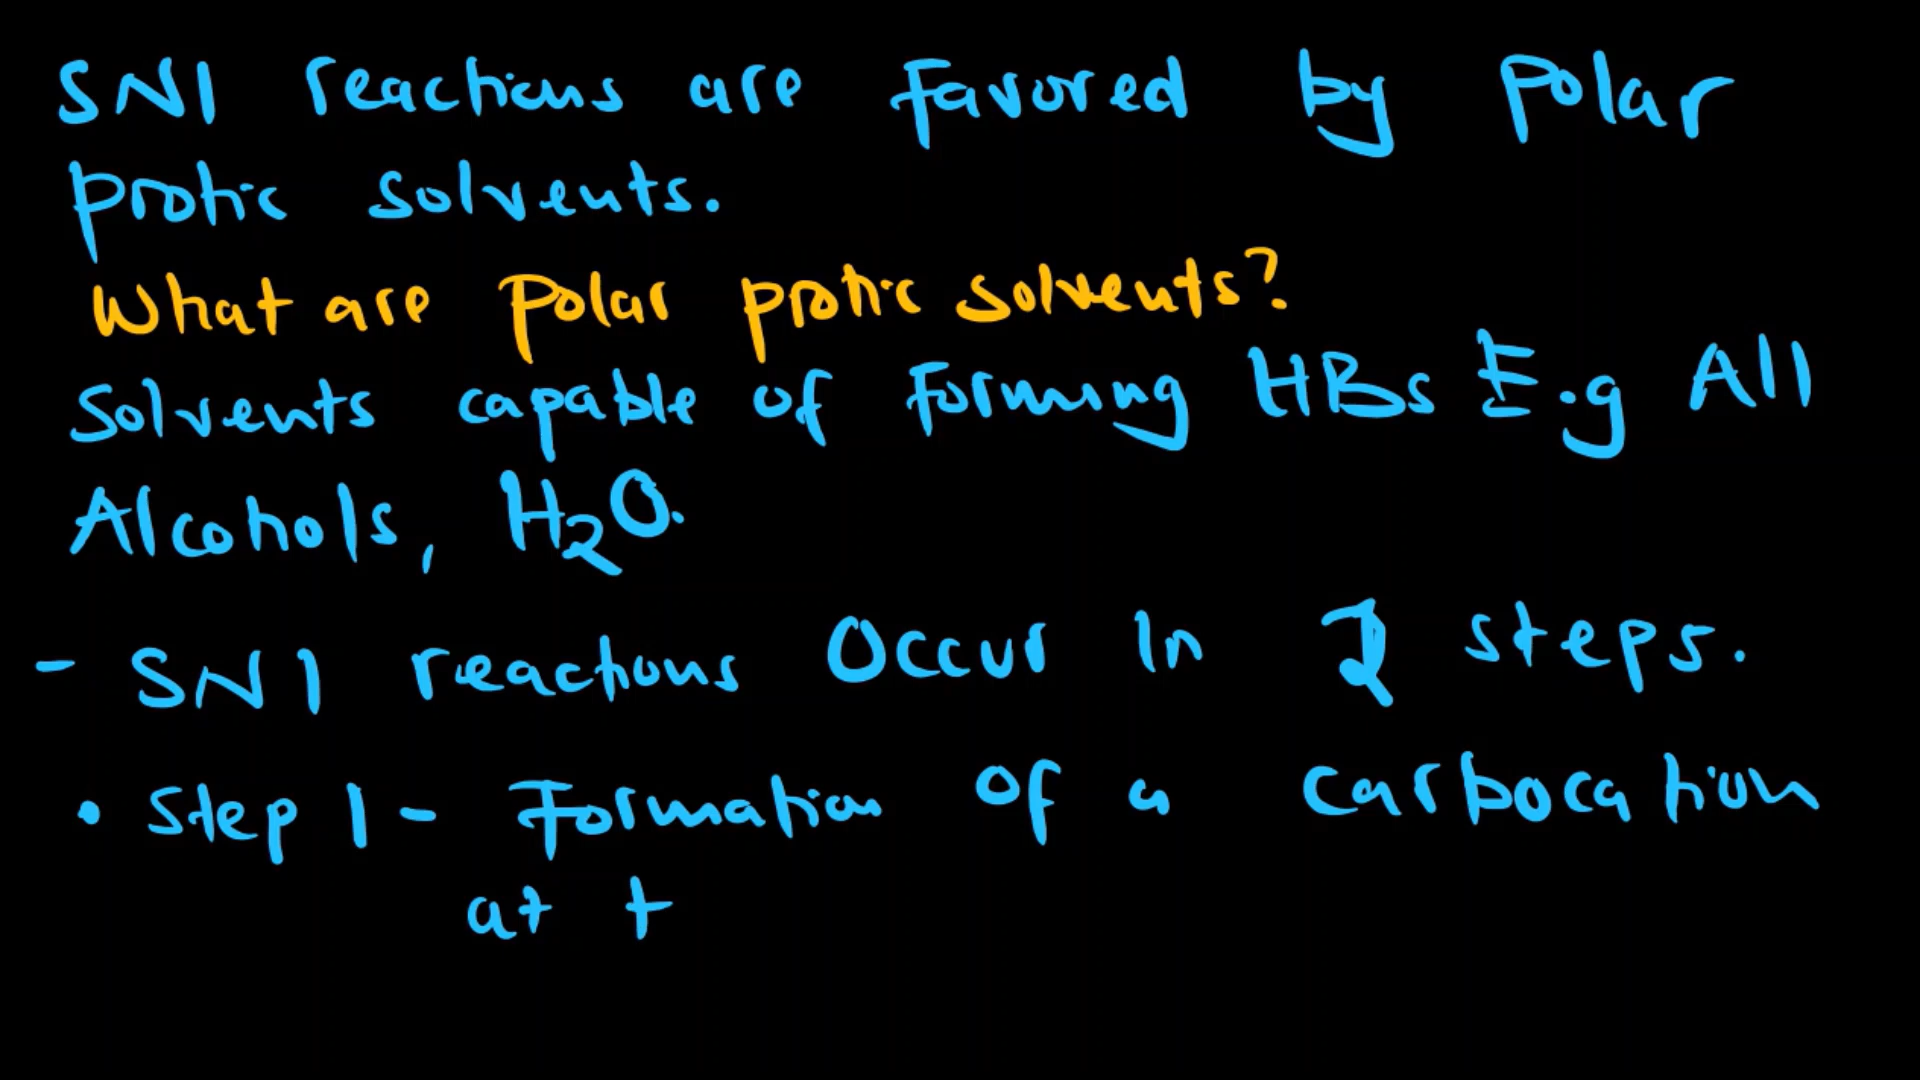 SN1 reactions are favored by polar
protic solvents.
What are polar protic solvents?
Solvents capable of forming HBs E.g All
Alcohols, H₂O.
- SN1 reactions Occur In 2 steps.
• Step 1 - Formation of a carbocation
at t